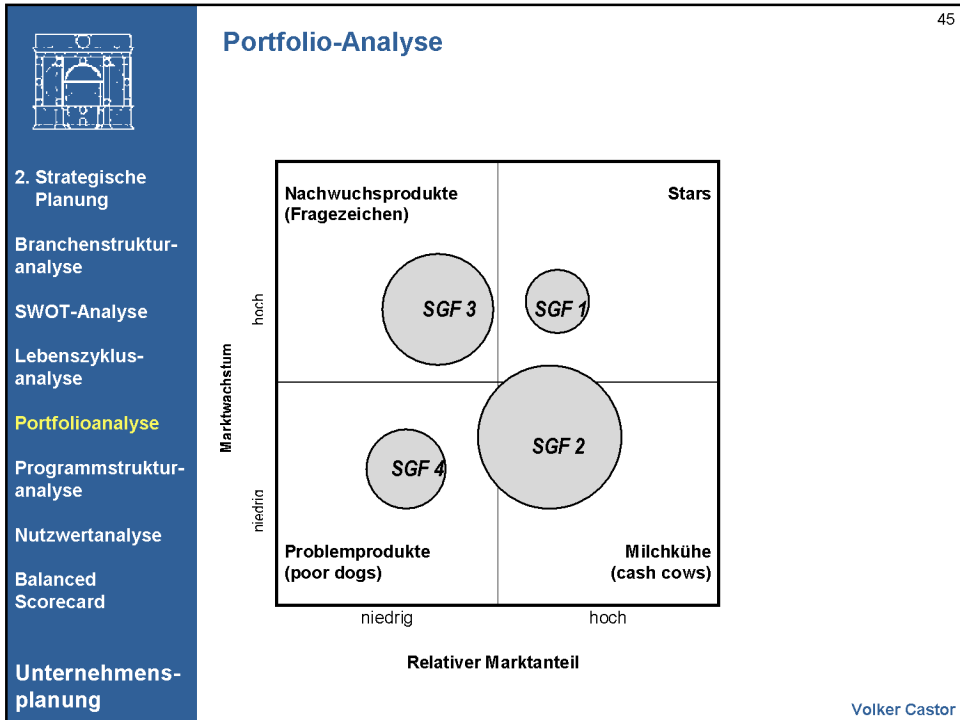 45
Portfolio-Analyse
2. Strategische
Planung
Branchenstruktur-
analyse
SWOT-Analyse
Lebenszyklus-
analyse
Portfolioanalyse
Programmstruktur-
analyse
Nutzwertanalyse
Balanced
Scorecard
Unternehmens-
planung
Nachwuchsprodukte
(Fragezeichen)
Stars
SGF 3
SGF 1
SGF 2
SGF 4
Problemprodukte
(poor dogs)
Milchkühe
(cash cows)
hoch
Marktwachstum
niedrig
niedrig
hoch
Relativer Marktanteil
Volker Castor